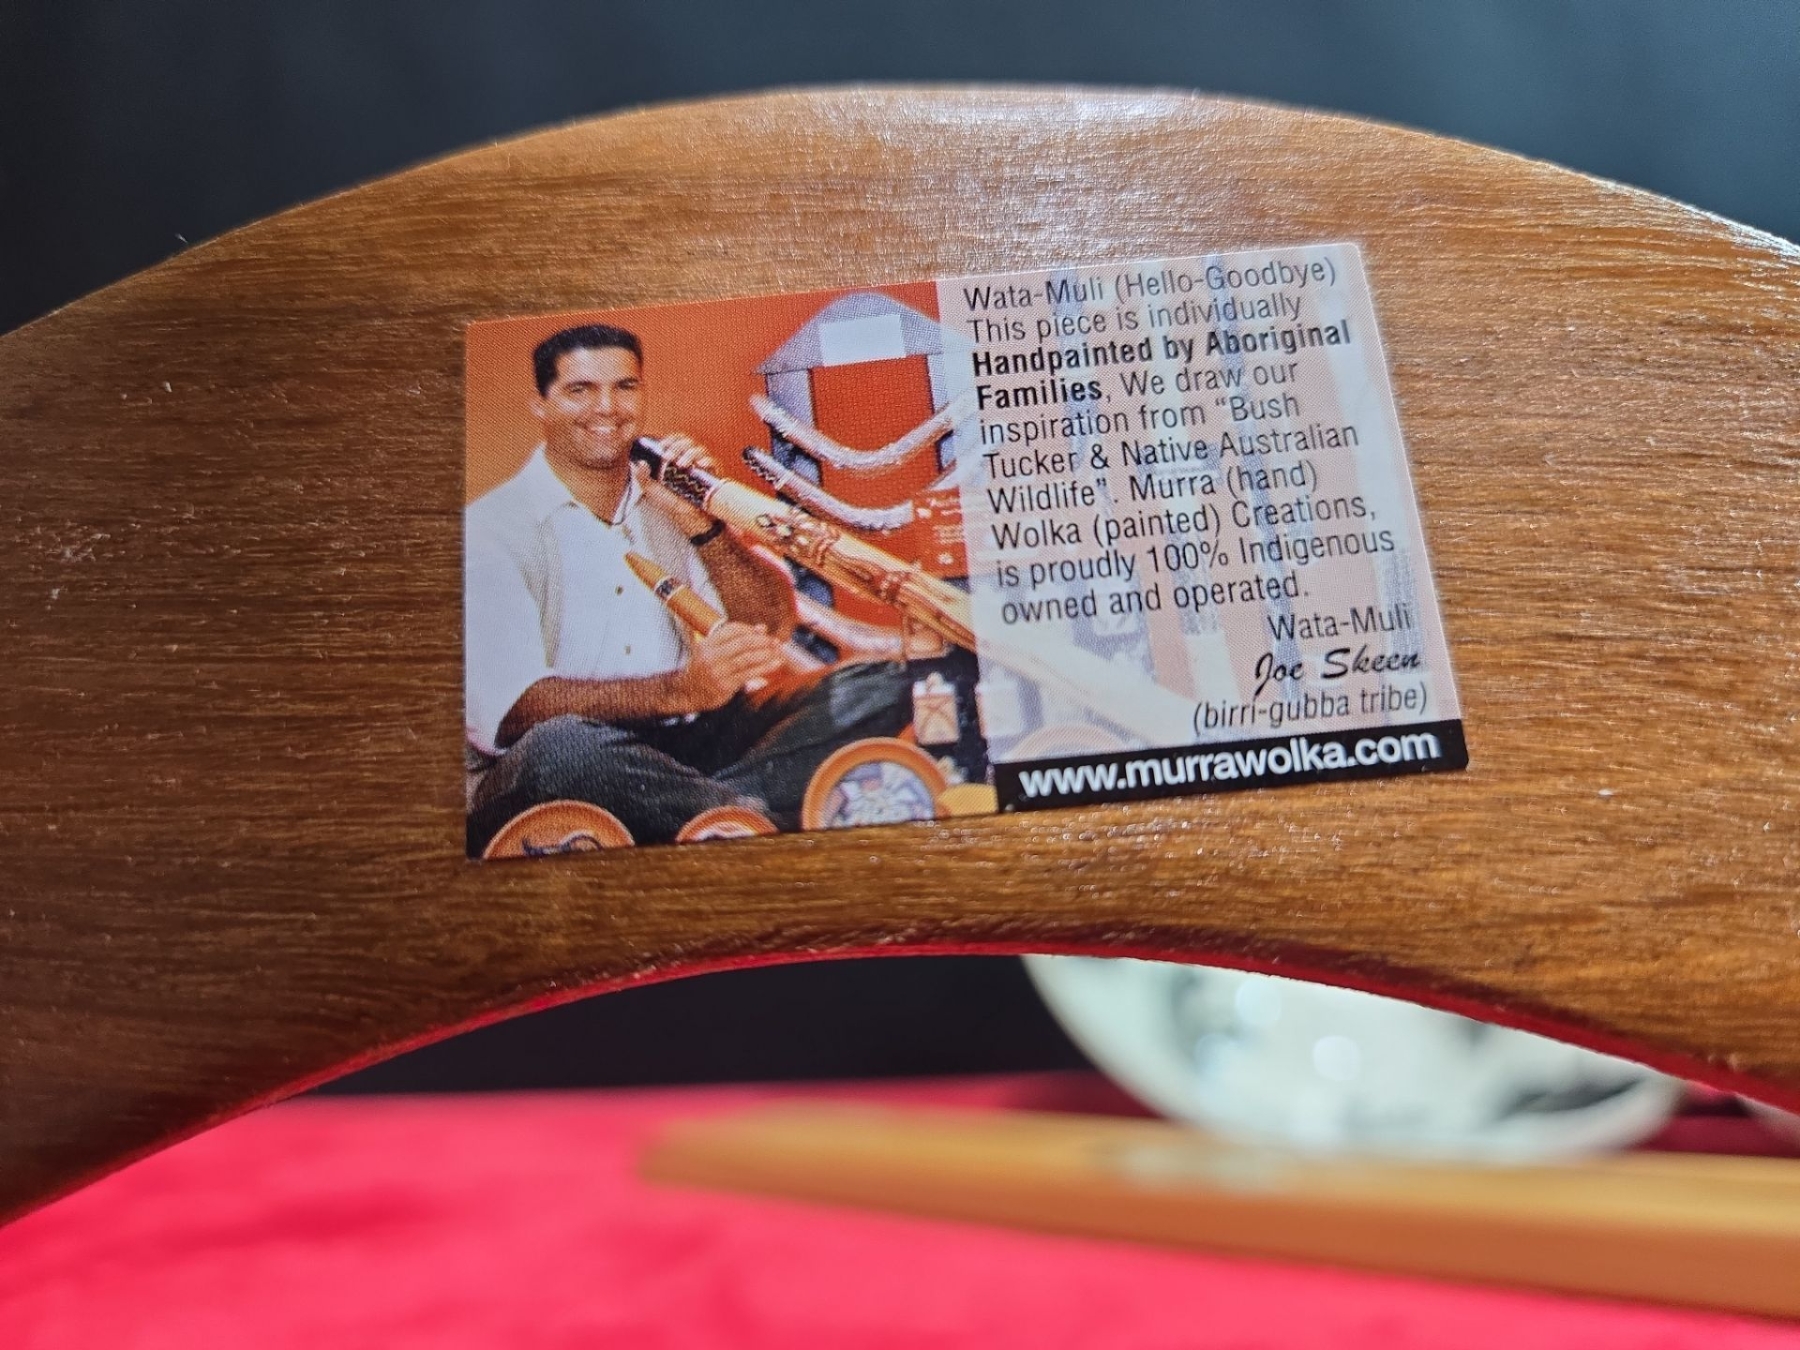 Wata-Muli (Hello-Goodbye)
This piece is individually
Handpainted by Aboriginal
Families, We draw our
inspiration from "Bush
Tucker & Native Australian
Wildlife". Murra (hand)
Wolka (painted) Creations,
is proudly 100% Indigenous
owned and operated.
Wata-Muli
Joe Skeen
(birri-gubba tribe)
www.murrawolka.com